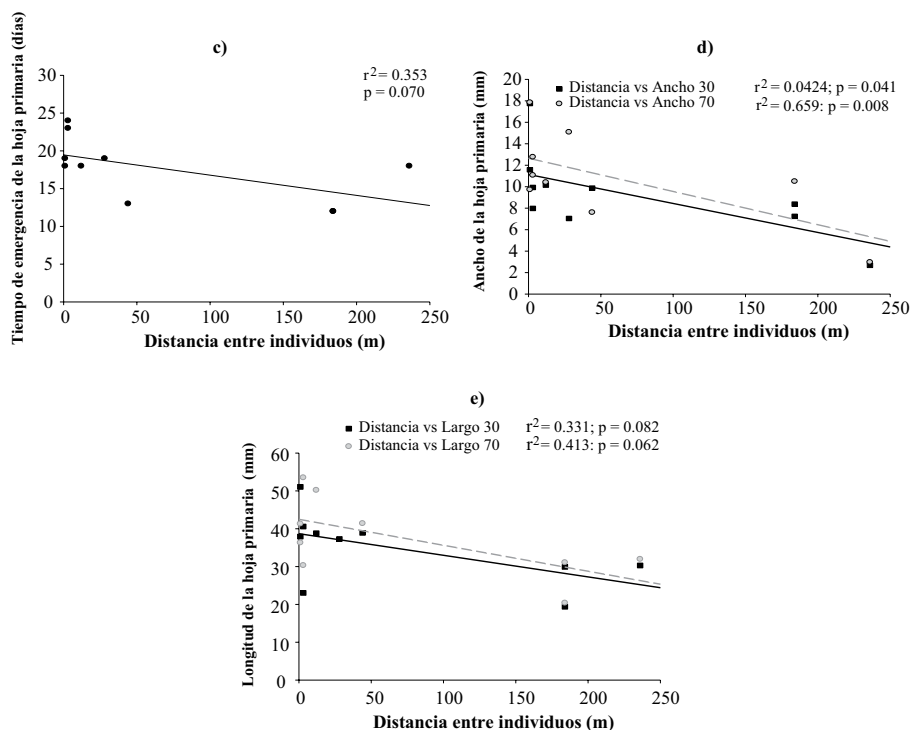 c)
r² = 0.353
p = 0.070
Tiempo de emergencia de la hoja primaria (días)
30
25
20
15
10
5
0
0 50 100 150 200 250
Distancia entre individuos (m)
d)
Distancia vs Ancho 30 r² = 0.0424; p = 0.041
Distancia vs Ancho 70 r² = 0.659: p = 0.008
Ancho de la hoja primaria (mm)
20
18
16
14
12
10
8
6
4
2
0
0 50 100 150 200 250
Distancia entre individuos (m)
e)
Distancia vs Largo 30 r² = 0.331; p = 0.082
Distancia vs Largo 70 r² = 0.413: p = 0.062
Longitud de la hoja primaria (mm)
60
50
40
30
20
10
0
0 50 100 150 200 250
Distancia entre individuos (m)